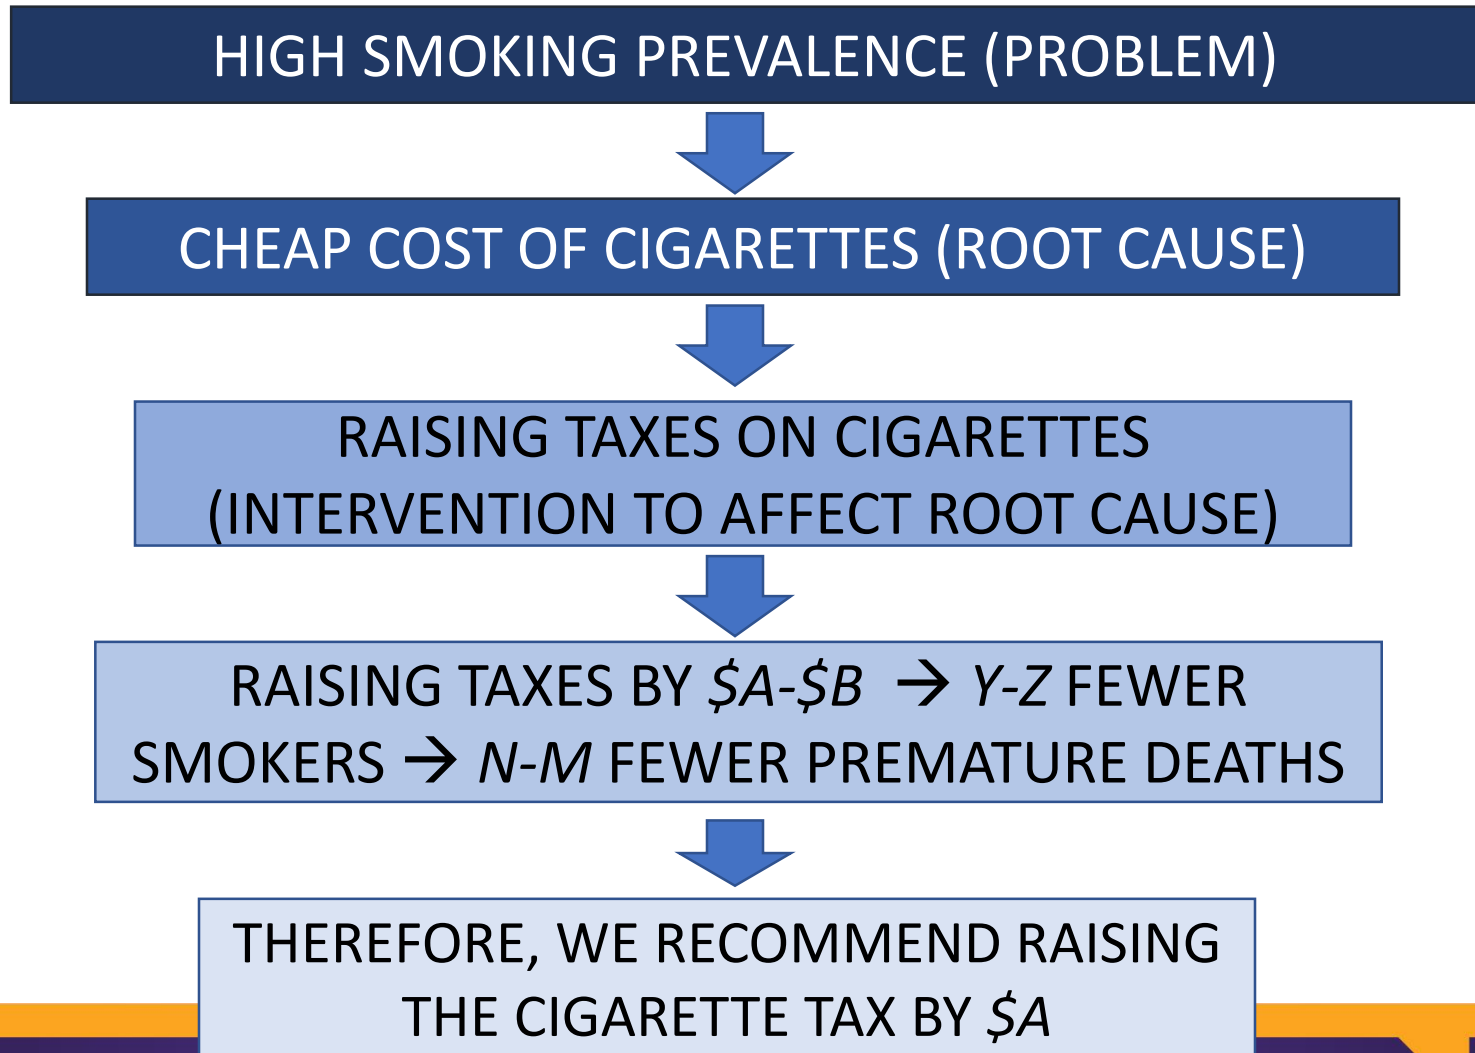 HIGH SMOKING PREVALENCE (PROBLEM)
CHEAP COST OF CIGARETTES (ROOT CAUSE)
RAISING TAXES ON CIGARETTES
(INTERVENTION TO AFFECT ROOT CAUSE)
RAISING TAXES BY $A-$B → Y-Z FEWER
SMOKERS → N-M FEWER PREMATURE DEATHS
THEREFORE, WE RECOMMEND RAISING
THE CIGARETTE TAX BY $A